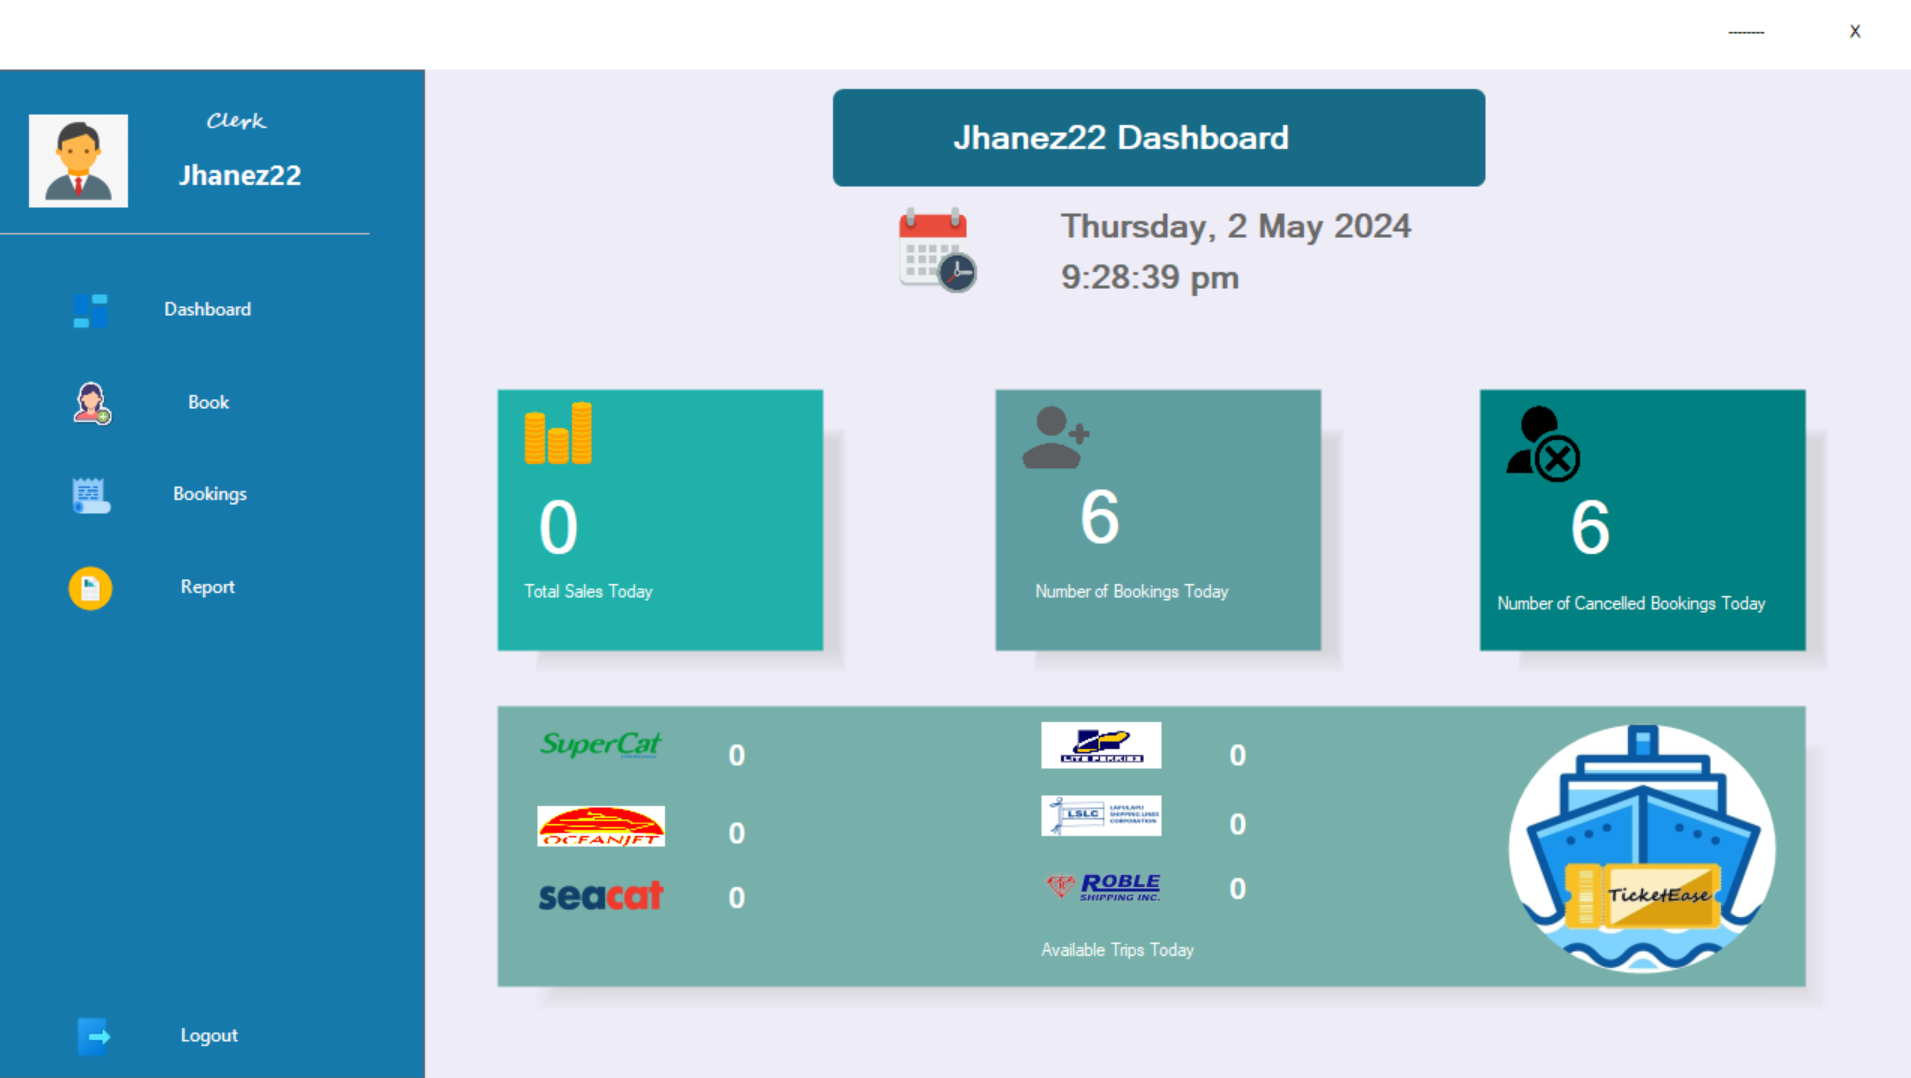 --------
X
Clerk
Jhanez22
Dashboard
Book
Bookings
Report
Logout
Jhanez22 Dashboard
Thursday, 2 May 2024
9:28:39 pm
0
Total Sales Today
6
Number of Bookings Today
6
Number of Cancelled Bookings Today
SuperCat
0
OCEANJET
0
seacat
0
LITE FERRIES
0
LSLC
LAPULAPU
SHIPPING LINES
CORPORATION
0
ROBLE
SHIPPING INC.
0
Available Trips Today
TicketEase